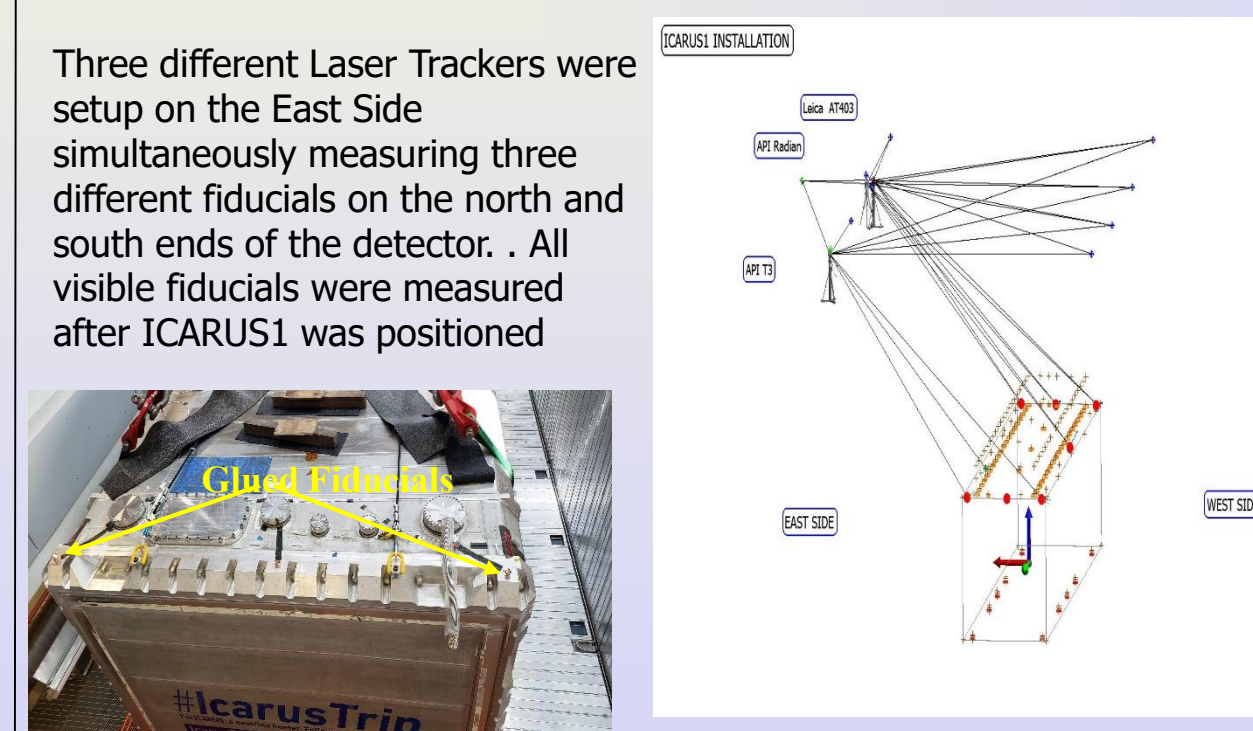 Three different Laser Trackers were
setup on the East Side
simultaneously measuring three
different fiducials on the north and
south ends of the detector. . All
visible fiducials were measured
after ICARUS1 was positioned
ICARUS1 INSTALLATION
Leica AT403
API Radian
API T3
EAST SIDE
WEST SID
Glued Fiducials
#IcarusTrip